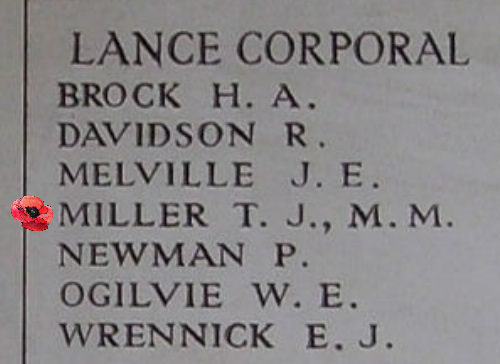 LANCE CORPORAL
BROCK H. A.
DAVIDSON R.
MELVILLE J. E.
MILLER T. J., M. M.
NEWMAN P.
OGILVIE W. E.
WRENNICK E. J.